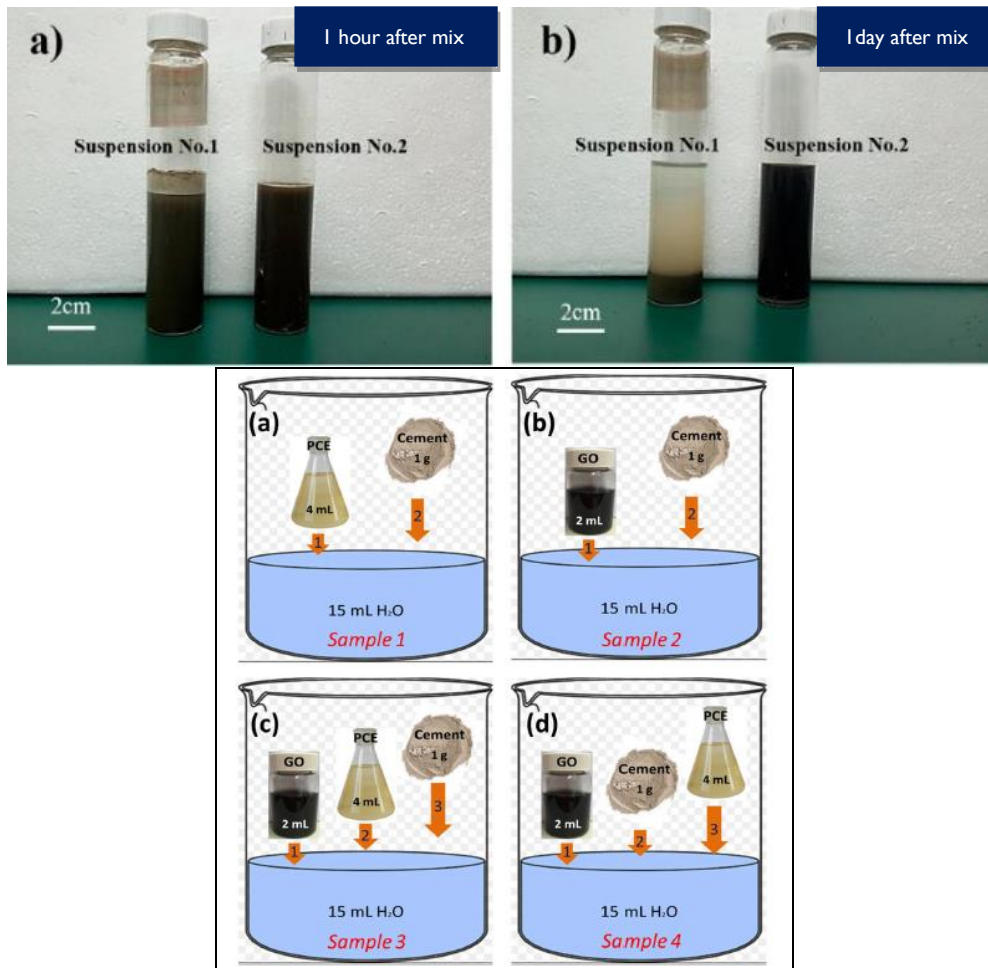 a)
1 hour after mix
Suspension No.1
Suspension No.2
2cm
b)
1day after mix
Suspension No.1
Suspension No.2
2cm
(a)
PCE
4 mL
Cement
1 g
1
2
15 mL H₂O
Sample 1
(b)
GO
2 mL
Cement
1 g
1
2
15 mL H₂O
Sample 2
(c)
GO
2 mL
PCE
4 mL
Cement
1 g
1
2
3
15 mL H₂O
Sample 3
(d)
GO
2 mL
Cement
1 g
PCE
4 mL
1
2
3
15 mL H₂O
Sample 4